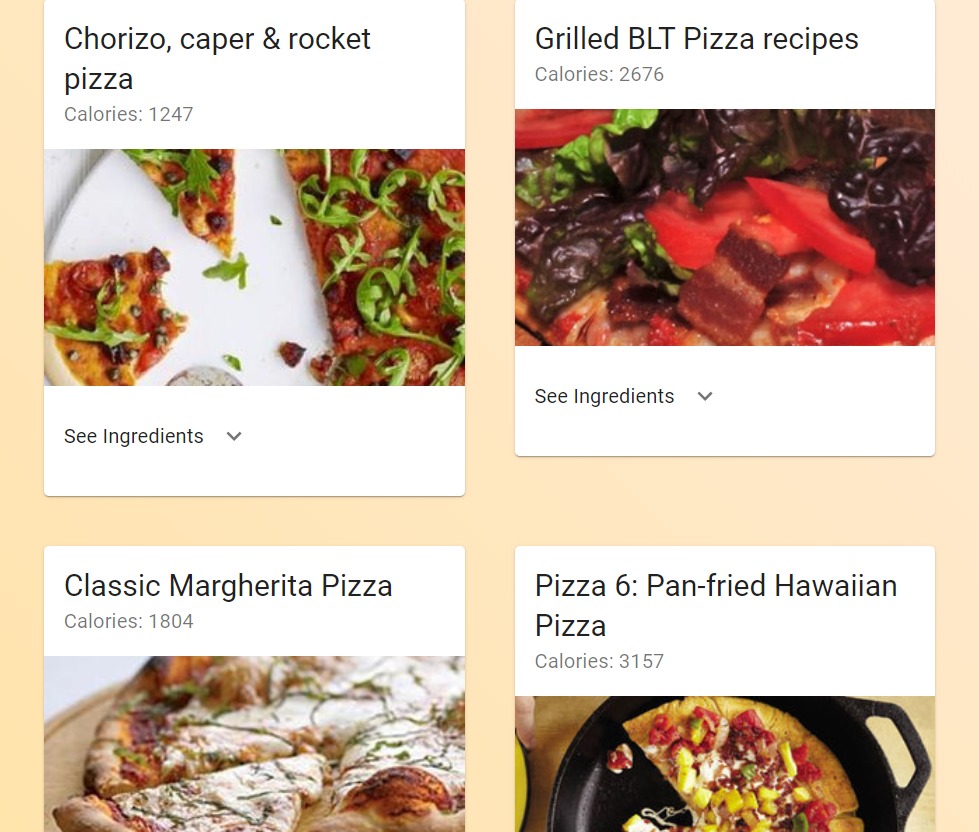 Chorizo, caper & rocket
pizza
Calories: 1247
See Ingredients
Grilled BLT Pizza recipes
Calories: 2676
See Ingredients
Classic Margherita Pizza
Calories: 1804
Pizza 6: Pan-fried Hawaiian
Pizza
Calories: 3157